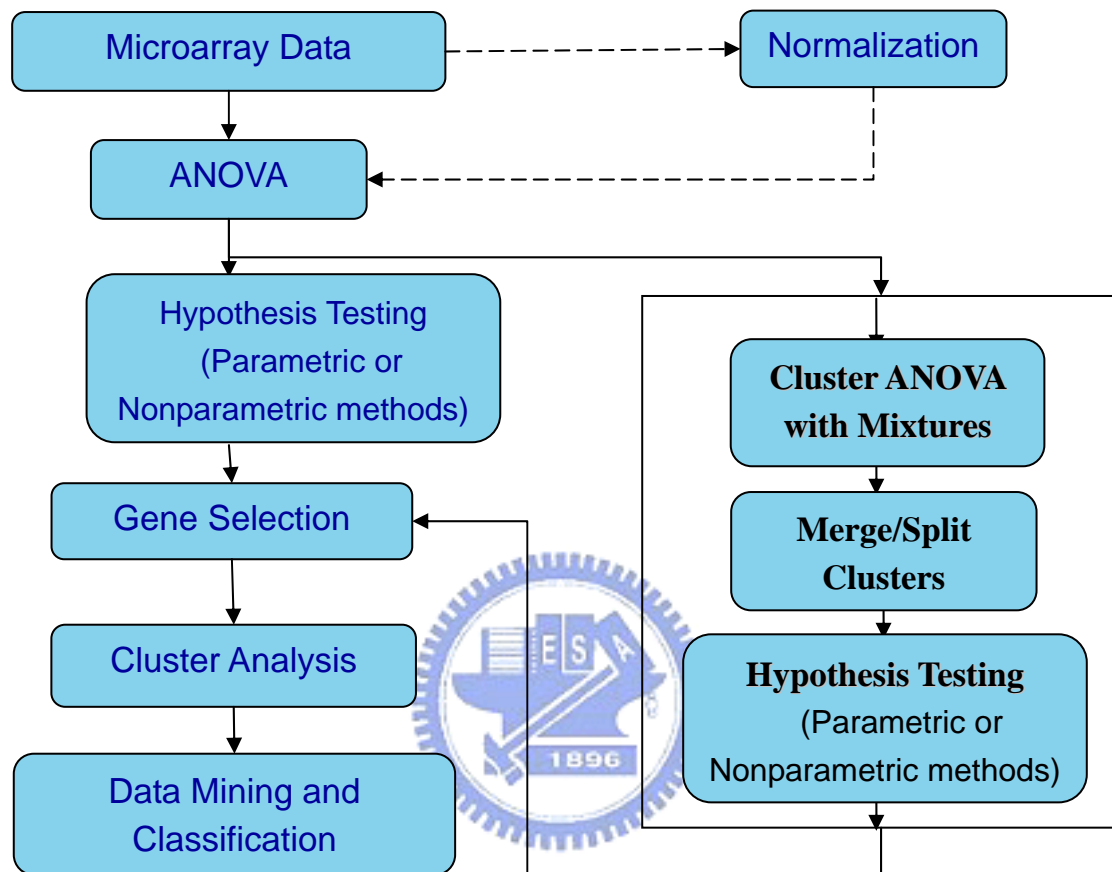 Microarray Data
Normalization
ANOVA
Hypothesis Testing
(Parametric or
Nonparametric methods)
Gene Selection
Cluster Analysis
Data Mining and
Classification
Cluster ANOVA
with Mixtures
Merge/Split
Clusters
Hypothesis Testing
(Parametric or
Nonparametric methods)
E S A
1896